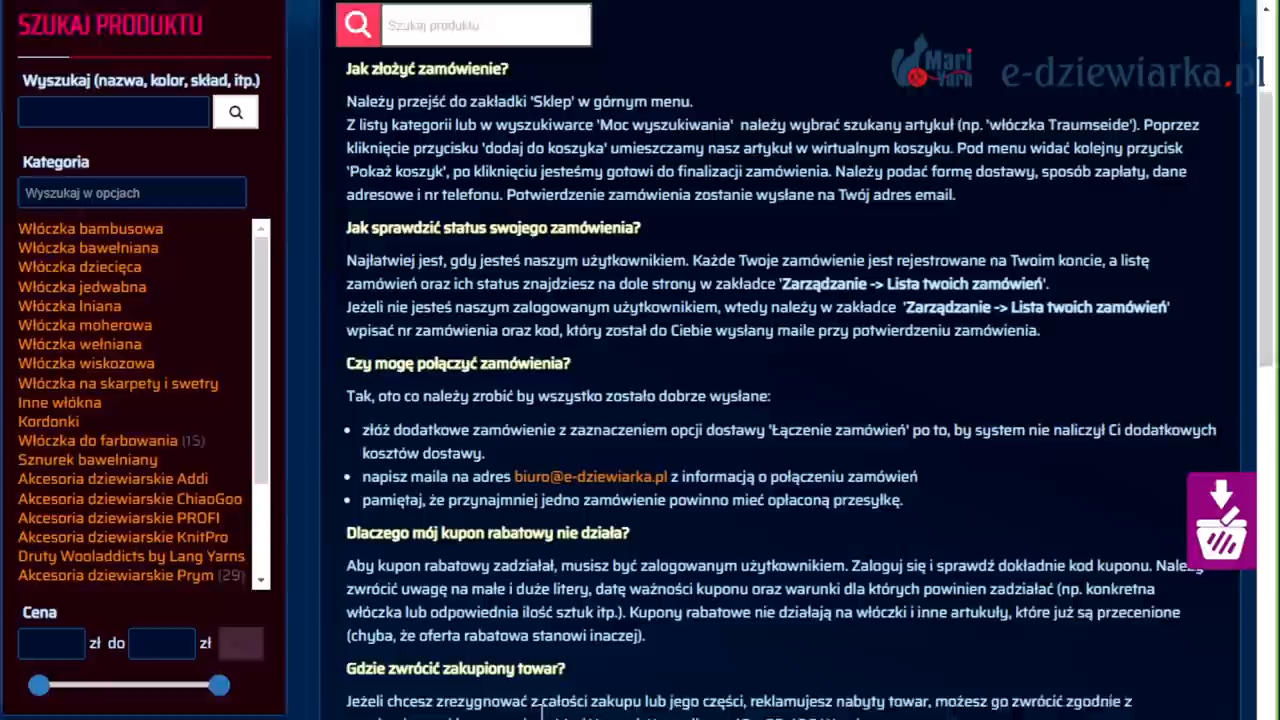 SZUKAJ PRODUKTU
Wyszukaj (nazwa, kolor, skład, itp.)
Kategoria
Wyszukaj w opcjach
Włóczka bambusowa
Włóczka bawełniana
Włóczka dziecięca
Włóczka jedwabna
Włóczka lniana
Włóczka moherowa
Włóczka wełniana
Włóczka wiskozowa
Włóczka na skarpety i swetry
Inne włókna
Kordonki
Włóczka do farbowania (15)
Sznurek bawełniany
Akcesoria dziewiarskie Addi
Akcesoria dziewiarskie ChiaoGoo
Akcesoria dziewiarskie PROFI
Akcesoria dziewiarskie KnitPro
Druty Wooladdicts by Lang Yarns
Akcesoria dziewiarskie Prym (29)
Cena
zł do zł
Szukaj produktu
Mari
Yarn
e-dziewiarka.pl
Jak złożyć zamówienie?
Należy przejść do zakładki 'Sklep' w górnym menu.
Z listy kategorii lub w wyszukiwarce 'Moc wyszukiwania' należy wybrać szukany artykuł (np. 'włóczka Traumseide'). Poprzez
kliknięcie przycisku 'dodaj do koszyka' umieszczamy nasz artykuł w wirtualnym koszyku. Pod menu widać kolejny przycisk
'Pokaż koszyk', po kliknięciu jesteśmy gotowi do finalizacji zamówienia. Należy podać formę dostawy, sposób zapłaty, dane
adresowe i nr telefonu. Potwierdzenie zamówienia zostanie wysłane na Twój adres email.
Jak sprawdzić status swojego zamówienia?
Najłatwiej jest, gdy jesteś naszym użytkownikiem. Każde Twoje zamówienie jest rejestrowane na Twoim koncie, a listę
zamówień oraz ich status znajdziesz na dole strony w zakładce 'Zarządzanie -> Lista twoich zamówień'.
Jeżeli nie jesteś naszym zalogowanym użytkownikiem, wtedy należy w zakładce 'Zarządzanie -> Lista twoich zamówień'
wpisać nr zamówienia oraz kod, który został do Ciebie wysłany maile przy potwierdzeniu zamówienia.
Czy mogę połączyć zamówienia?
Tak, oto co należy zrobić by wszystko zostało dobrze wysłane:
• złóż dodatkowe zamówienie z zaznaczeniem opcji dostawy 'Łączenie zamówień' po to, by system nie naliczył Ci dodatkowych
kosztów dostawy.
• napisz maila na adres biuro@e-dziewiarka.pl z informacją o połączeniu zamówień
• pamiętaj, że przynajmniej jedno zamówienie powinno mieć opłaconą przesyłkę.
Dlaczego mój kupon rabatowy nie działa?
Aby kupon rabatowy zadziałał, musisz być zalogowanym użytkownikiem. Zaloguj się i sprawdź dokładnie kod kuponu. Należy
zwrócić uwagę na małe i duże litery, datę ważności kuponu oraz warunki dla których powinien zadziałać (np. konkretna
włóczka lub odpowiednia ilość sztuk itp.). Kupony rabatowe nie działają na włóczki i inne artukuły, które już są przecenione
(chyba, że oferta rabatowa stanowi inaczej).
Gdzie zwrócić zakupiony towar?
Jeżeli chcesz zrezygnować z całości zakupu lub jego części, reklamujesz nabyty towar, możesz go zwrócić zgodnie z